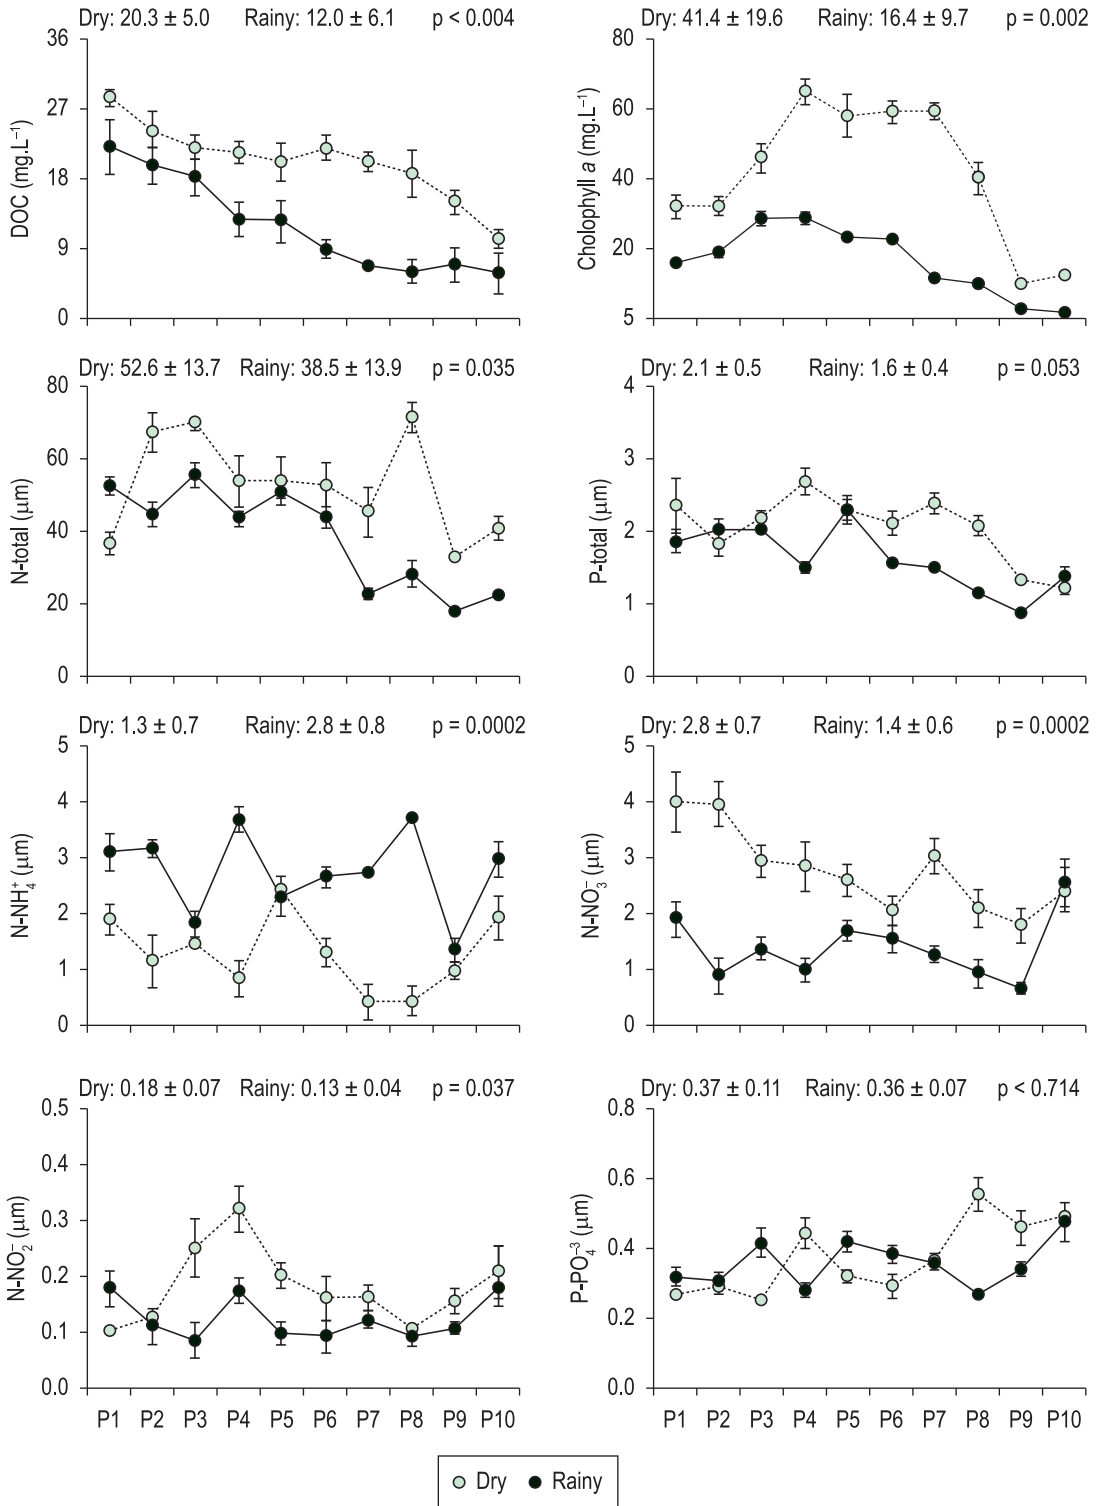 Dry: 20.3 ± 5.0 Rainy: 12.0 ± 6.1 p < 0.004
36
27
18
9
0
DOC (mg.L⁻¹)
Dry: 41.4 ± 19.6 Rainy: 16.4 ± 9.7 p = 0.002
80
60
40
20
5
Cholophyll a (mg.L⁻¹)
Dry: 52.6 ± 13.7 Rainy: 38.5 ± 13.9 p = 0.035
80
60
40
20
0
N-total (μm)
Dry: 2.1 ± 0.5 Rainy: 1.6 ± 0.4 p = 0.053
4
3
2
1
0
P-total (μm)
Dry: 1.3 ± 0.7 Rainy: 2.8 ± 0.8 p = 0.0002
5
4
3
2
1
0
N-NH₄⁺ (μm)
Dry: 2.8 ± 0.7 Rainy: 1.4 ± 0.6 p = 0.0002
5
4
3
2
1
0
N-NO₃⁻ (μm)
Dry: 0.18 ± 0.07 Rainy: 0.13 ± 0.04 p = 0.037
0.5
0.4
0.3
0.2
0.1
0.0
N-NO₂⁻ (μm)
P1 P2 P3 P4 P5 P6 P7 P8 P9 P10
Dry: 0.37 ± 0.11 Rainy: 0.36 ± 0.07 p < 0.714
0.8
0.6
0.4
0.2
0.0
P-PO₄⁻³ (μm)
P1 P2 P3 P4 P5 P6 P7 P8 P9 P10
Dry Rainy